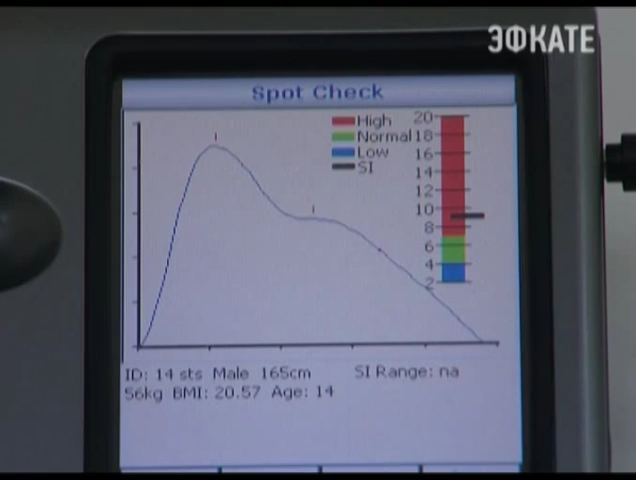 ЭФКАТЕ
Spot Check
High
Normal
Low
SI
20
18
16
14
12
10
8
6
4
2
ID: 14 sts Male 165cm
SI Range: na
56kg BMI: 20.57 Age: 14